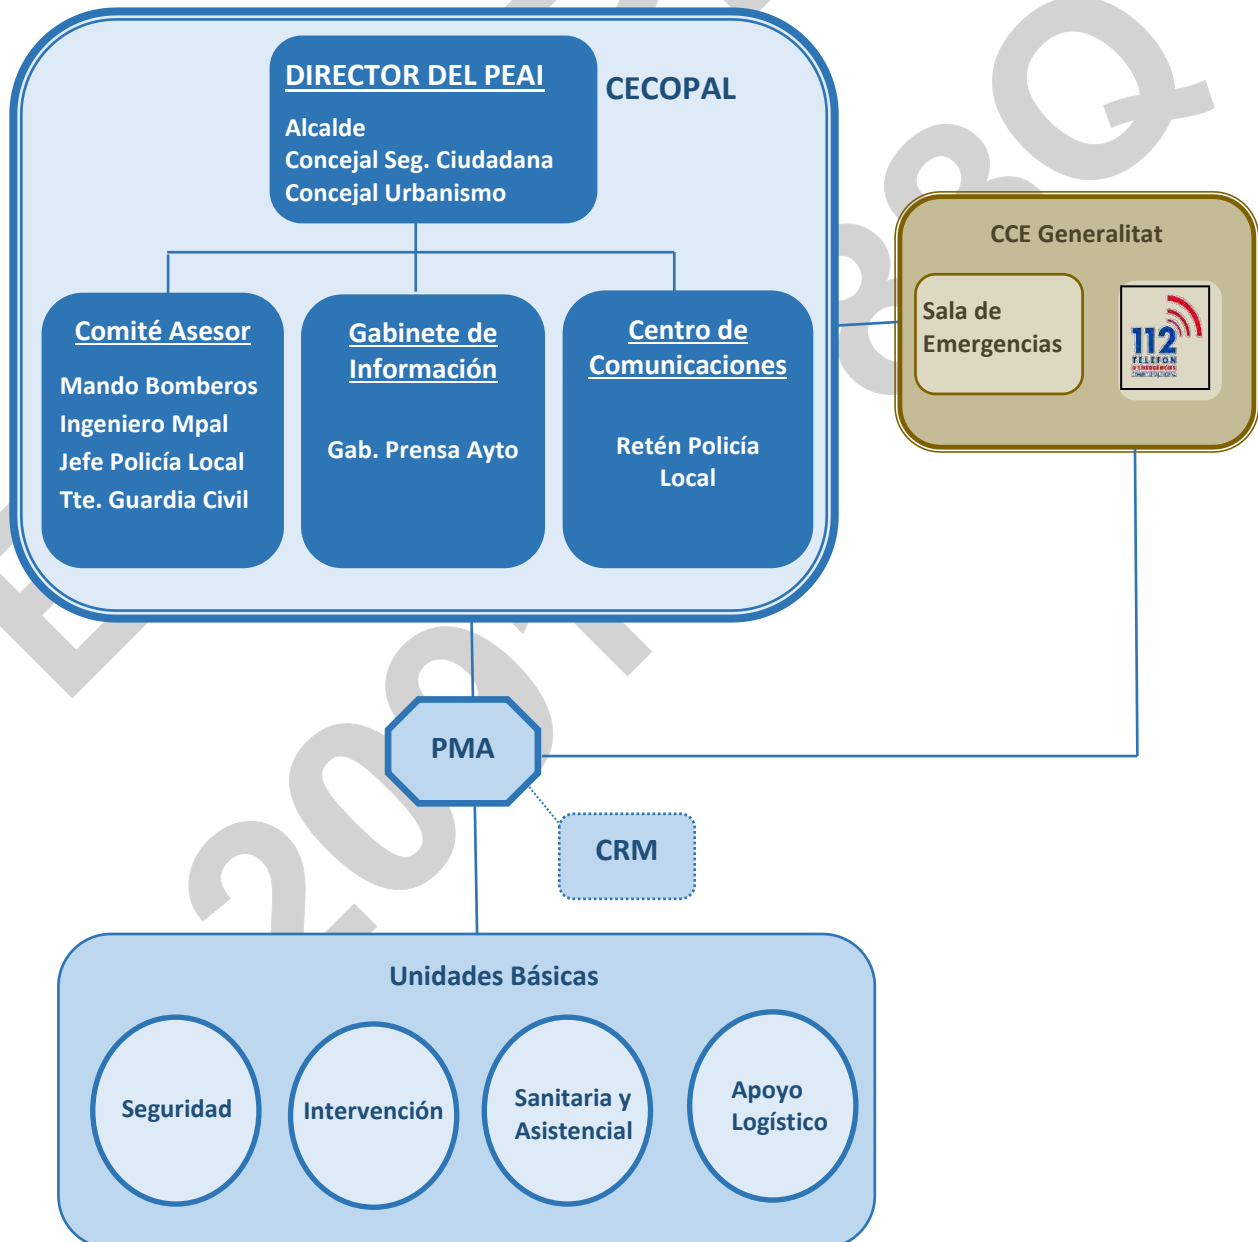 DIRECTOR DEL PEAI
CECOPAL
Alcalde
Concejal Seg. Ciudadana
Concejal Urbanismo
CCE Generalitat
Sala de
Emergencias
112
TELEFON
Comité Asesor
Mando Bomberos
Ingeniero Mpal
Jefe Policía Local
Tte. Guardia Civil
Gabinete de
Información
Gab. Prensa Ayto
Centro de
Comunicaciones
Retén Policía
Local
PMA
CRM
Unidades Básicas
Seguridad
Intervención
Sanitaria y
Asistencial
Apoyo
Logístico